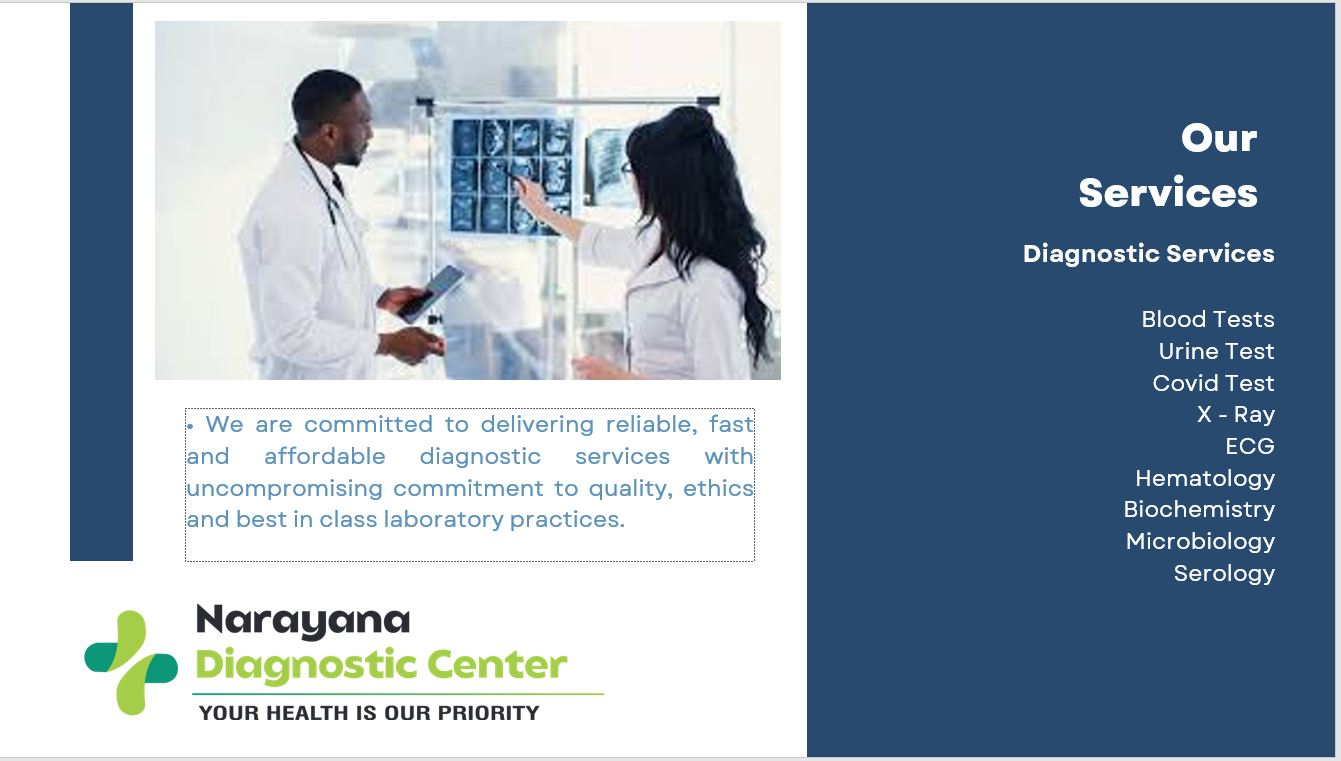 • We are committed to delivering reliable, fast
and affordable diagnostic services with
uncompromising commitment to quality, ethics
and best in class laboratory practices.
Narayana
Diagnostic Center
YOUR HEALTH IS OUR PRIORITY
Our
Services
Diagnostic Services
Blood Tests
Urine Test
Covid Test
X - Ray
ECG
Hematology
Biochemistry
Microbiology
Serology